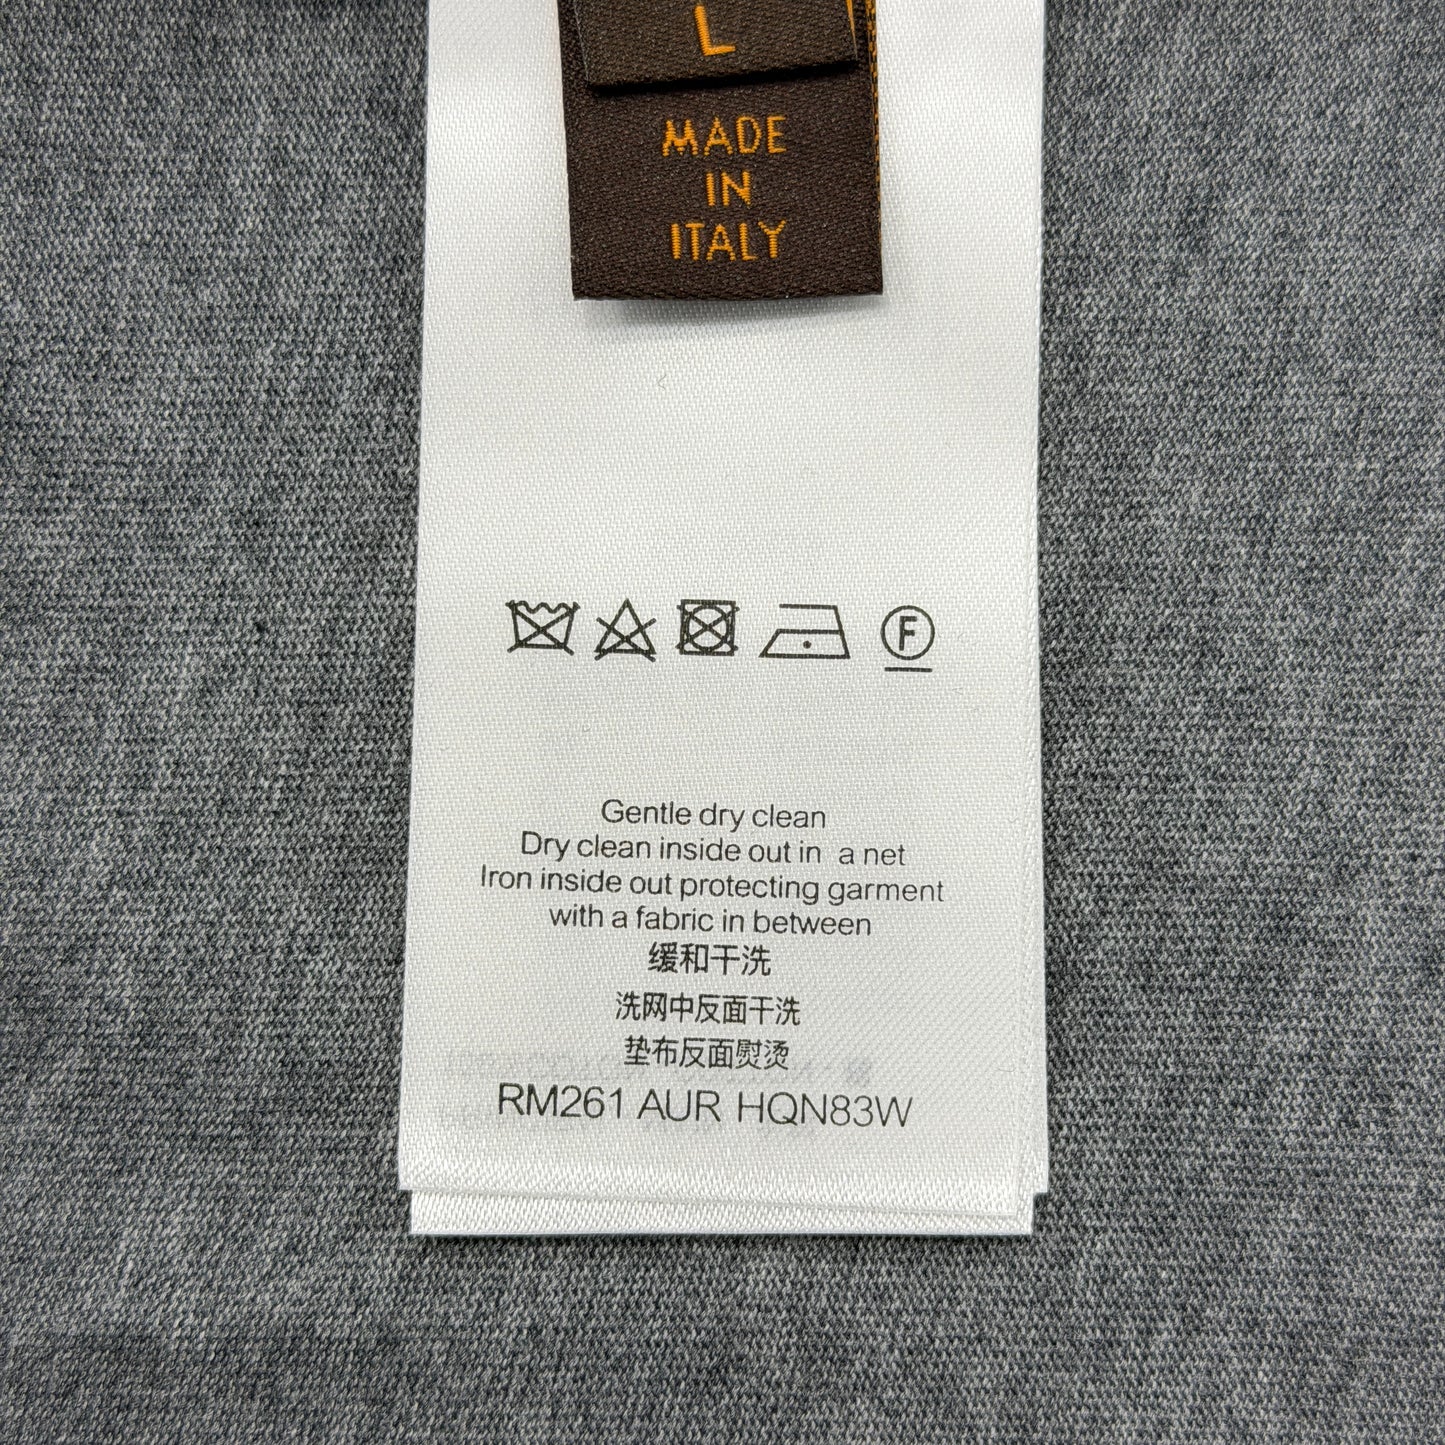 L
MADE
IN
ITALY
F
Gentle dry clean
Dry clean inside out in a net
Iron inside out protecting garment
with a fabric in between
缓和干洗
洗网中反面干洗
垫布反面熨烫
RM261 AUR HQN83W